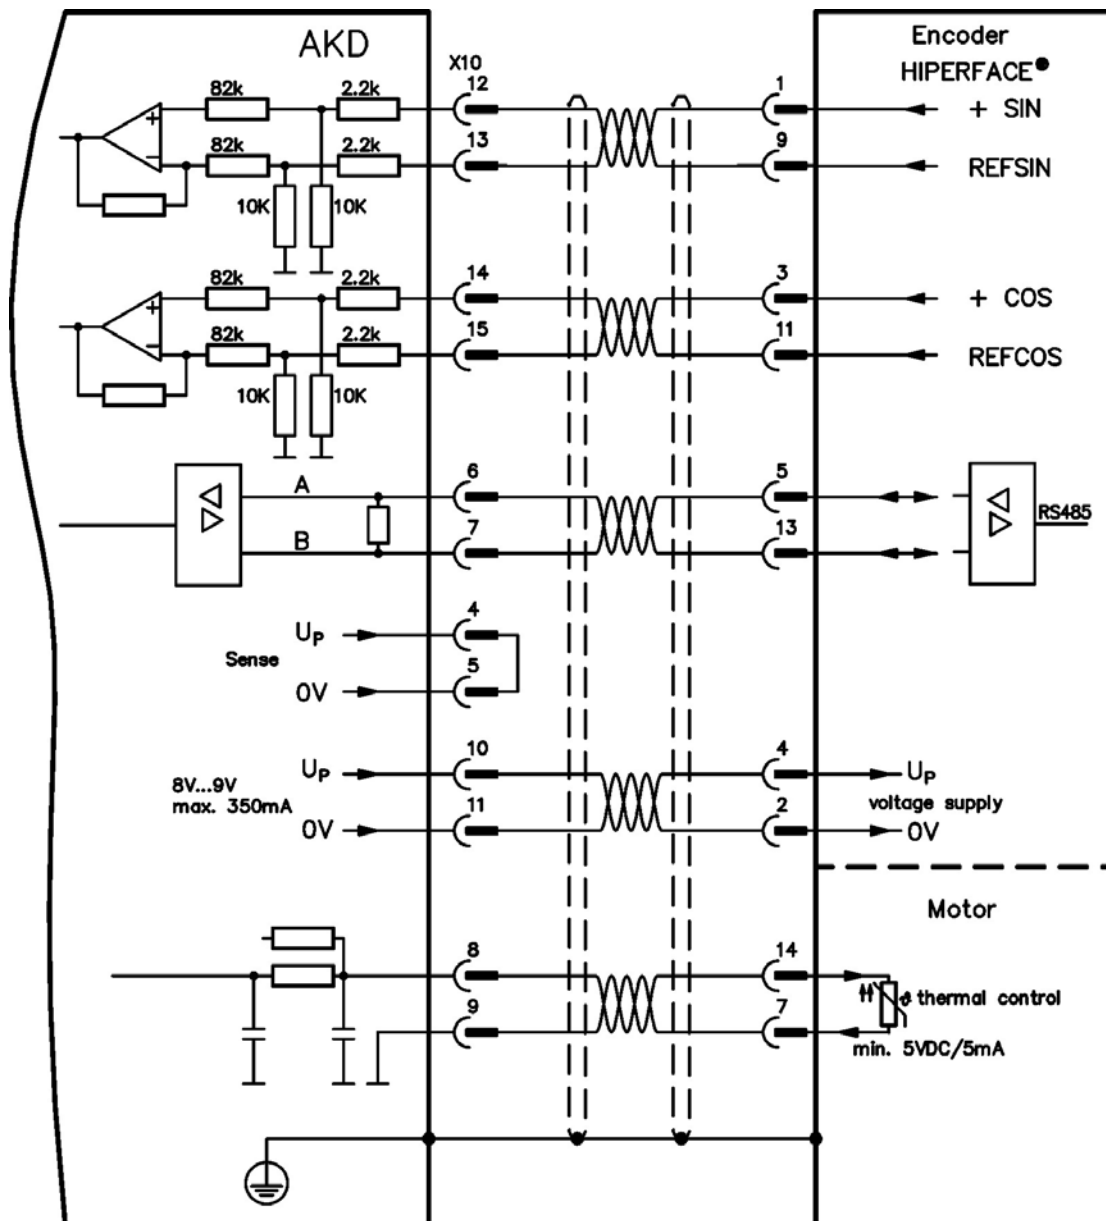 AKD
X10
Encoder
HIPERFACE®
82k
2.2k
12
1
+ SIN
82k
2.2k
13
9
REFSIN
10K
10K
82k
2.2k
14
3
+ COS
82k
2.2k
15
11
REFCOS
10K
10K
A
6
5
RS485
B
7
13
4
UP
Sense
5
0V
10
4
UP
UP
8V...9V
max. 350mA
voltage supply
11
2
0V
0V
Motor
8
14
thermal control
9
7
min. 5VDC/5mA